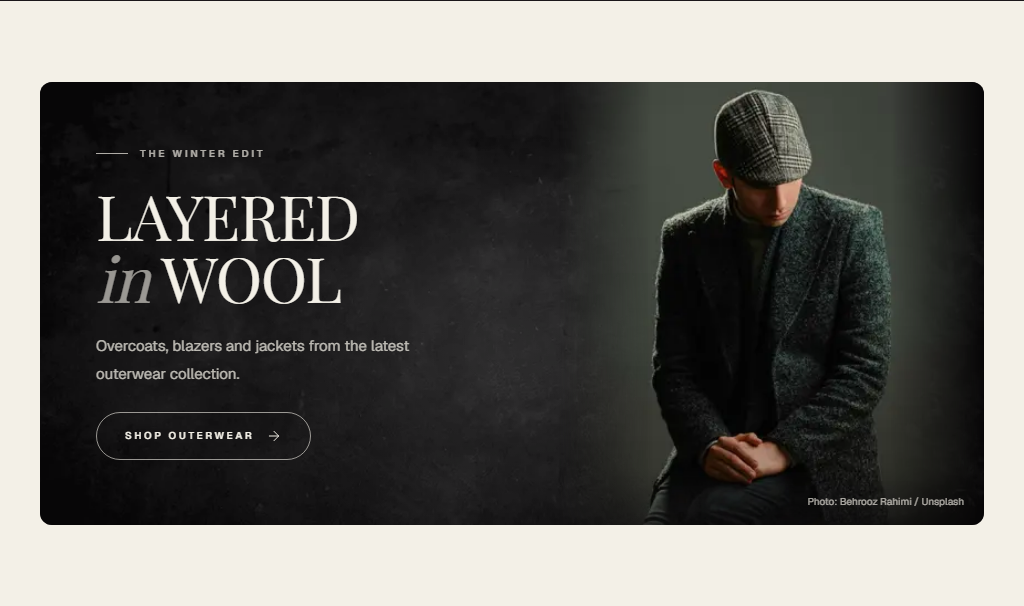 THE WINTER EDIT
LAYERED
in WOOL
Overcoats, blazers and jackets from the latest
outerwear collection.
SHOP OUTERWEAR →
Photo: Behrooz Rahimi / Unsplash